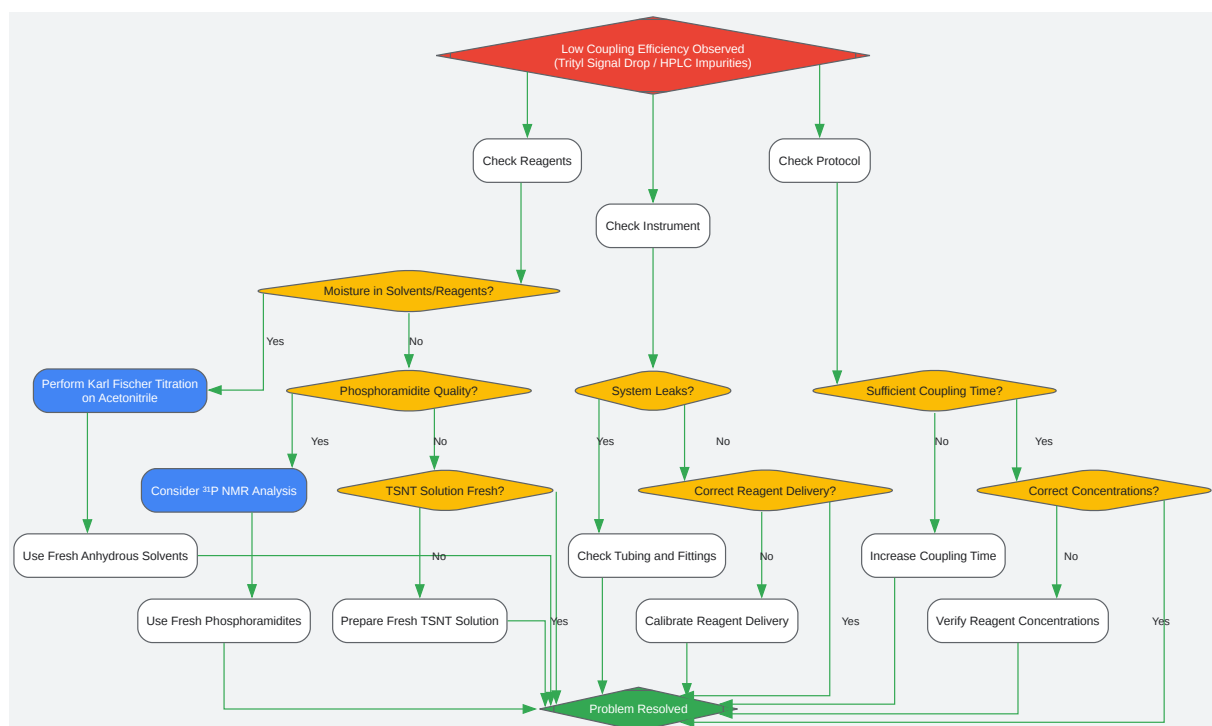 Low Coupling Efficiency Observed
(Trityl Signal Drop / HPLC Impurities)
Check Reagents
Check Protocol
Check Instrument
Moisture in Solvents/Reagents?
Yes
No
Perform Karl Fischer Titration
on Acetonitrile
Phosphoramidite Quality?
System Leaks?
Sufficient Coupling Time?
Yes
No
Yes
No
No
Yes
Consider ³¹P NMR Analysis
TSNT Solution Fresh?
Correct Reagent Delivery?
Correct Concentrations?
Use Fresh Anhydrous Solvents
No
Check Tubing and Fittings
No
Increase Coupling Time
No
Use Fresh Phosphoramidites
Prepare Fresh TSNT Solution
Yes
Calibrate Reagent Delivery
Yes
Verify Reagent Concentrations
Yes
Problem Resolved